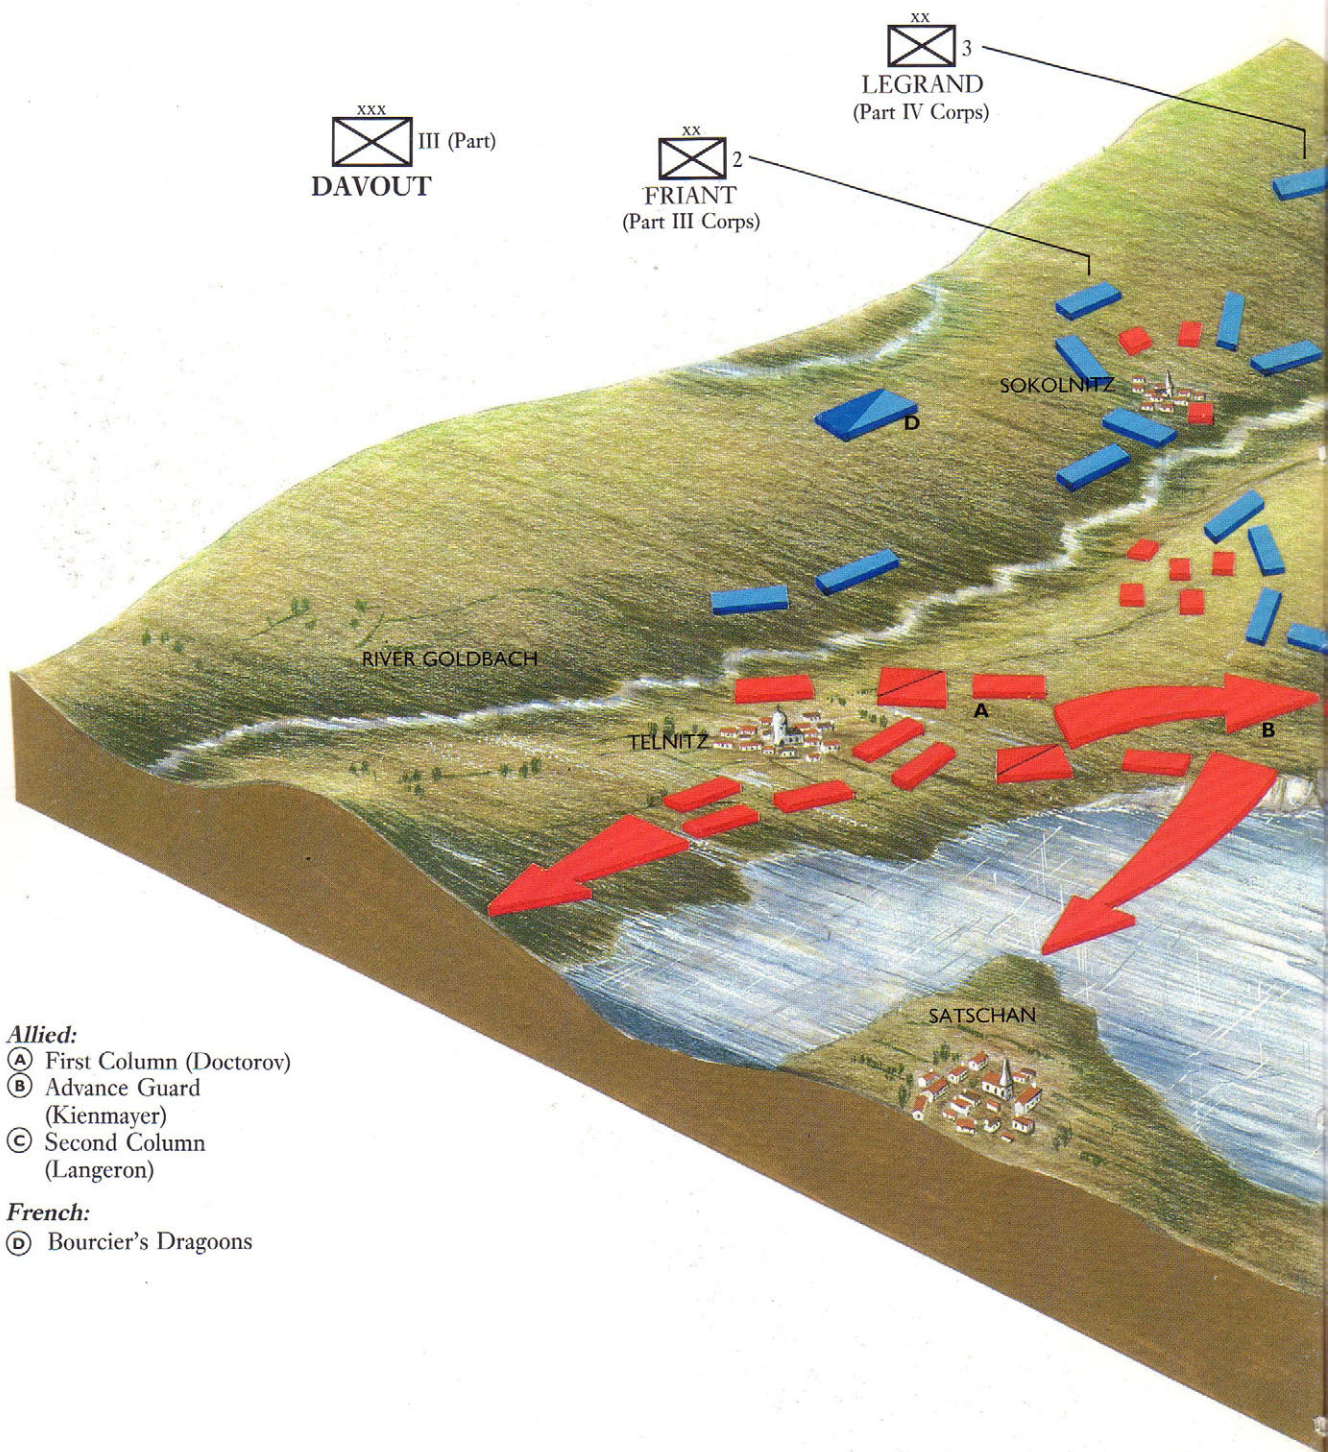 xx
3
LEGRAND
(Part IV Corps)
xxx
III (Part)
DAVOUT
xx
2
FRIANT
(Part III Corps)
SOKOLNITZ
D
RIVER GOLDBACH
A
B
TELNITZ
SATSCHAN
Allied:
A First Column (Doctorov)
B Advance Guard
(Kienmayer)
C Second Column
(Langeron)
French:
D Bourcier's Dragoons